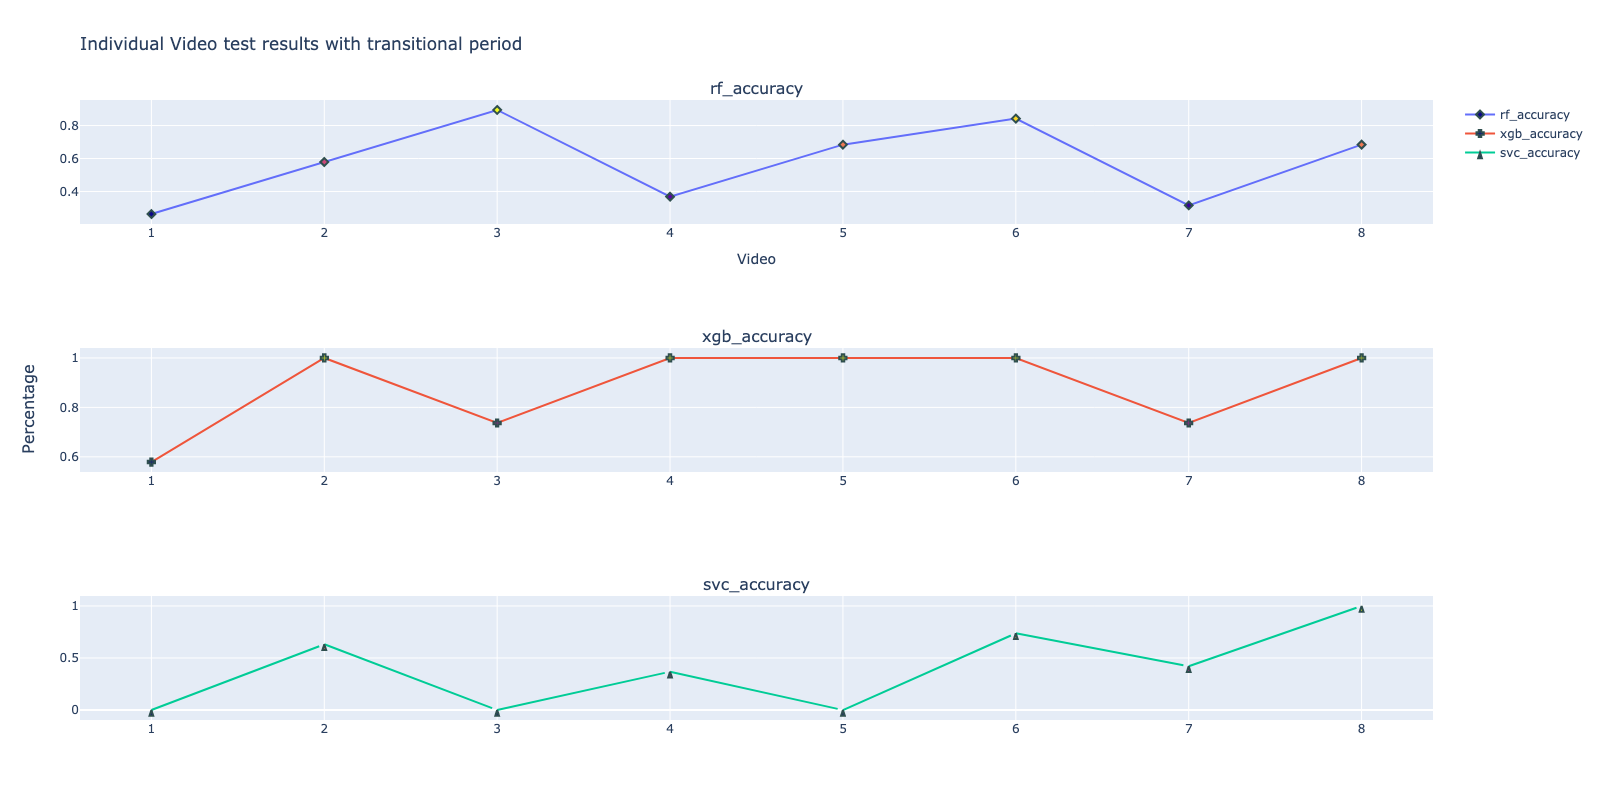 Individual Video test results with transitional period
rf_accuracy
0.8
0.6
0.4
1 2 3 4 5 6 7 8
Video
rf_accuracy
xgb_accuracy
svc_accuracy
xgb_accuracy
1
0.8
0.6
1 2 3 4 5 6 7 8
Percentage
svc_accuracy
1
0.5
0
1 2 3 4 5 6 7 8